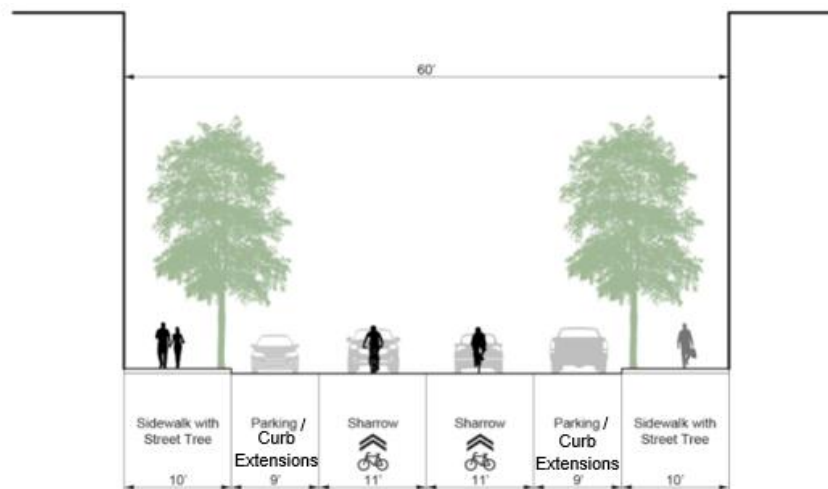 60'
Sidewalk with
Street Tree
Parking /
Curb
Extensions
Sharrow
Sharrow
Parking /
Curb
Extensions
Sidewalk with
Street Tree
10'
9'
11'
11'
9'
10'